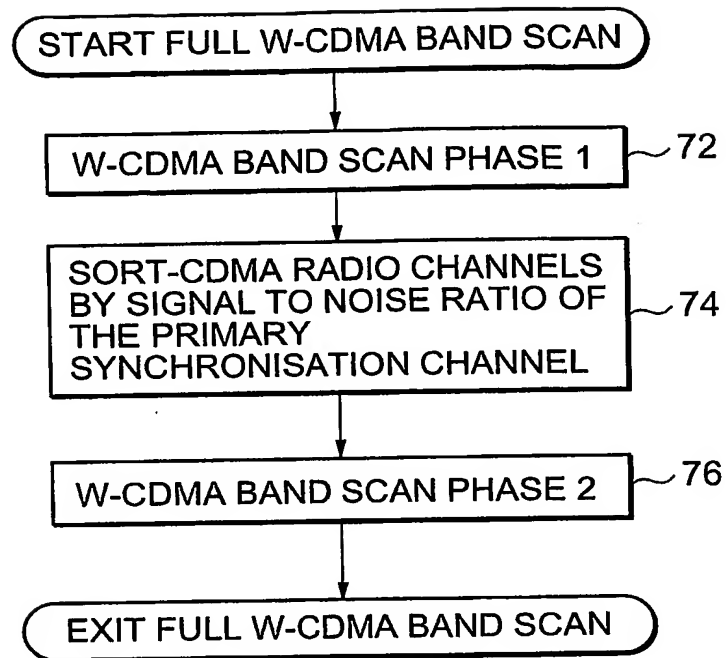 START FULL W-CDMA BAND SCAN
W-CDMA BAND SCAN PHASE 1
72
SORT-CDMA RADIO CHANNELS
BY SIGNAL TO NOISE RATIO OF
THE PRIMARY
SYNCHRONISATION CHANNEL
74
W-CDMA BAND SCAN PHASE 2
76
EXIT FULL W-CDMA BAND SCAN